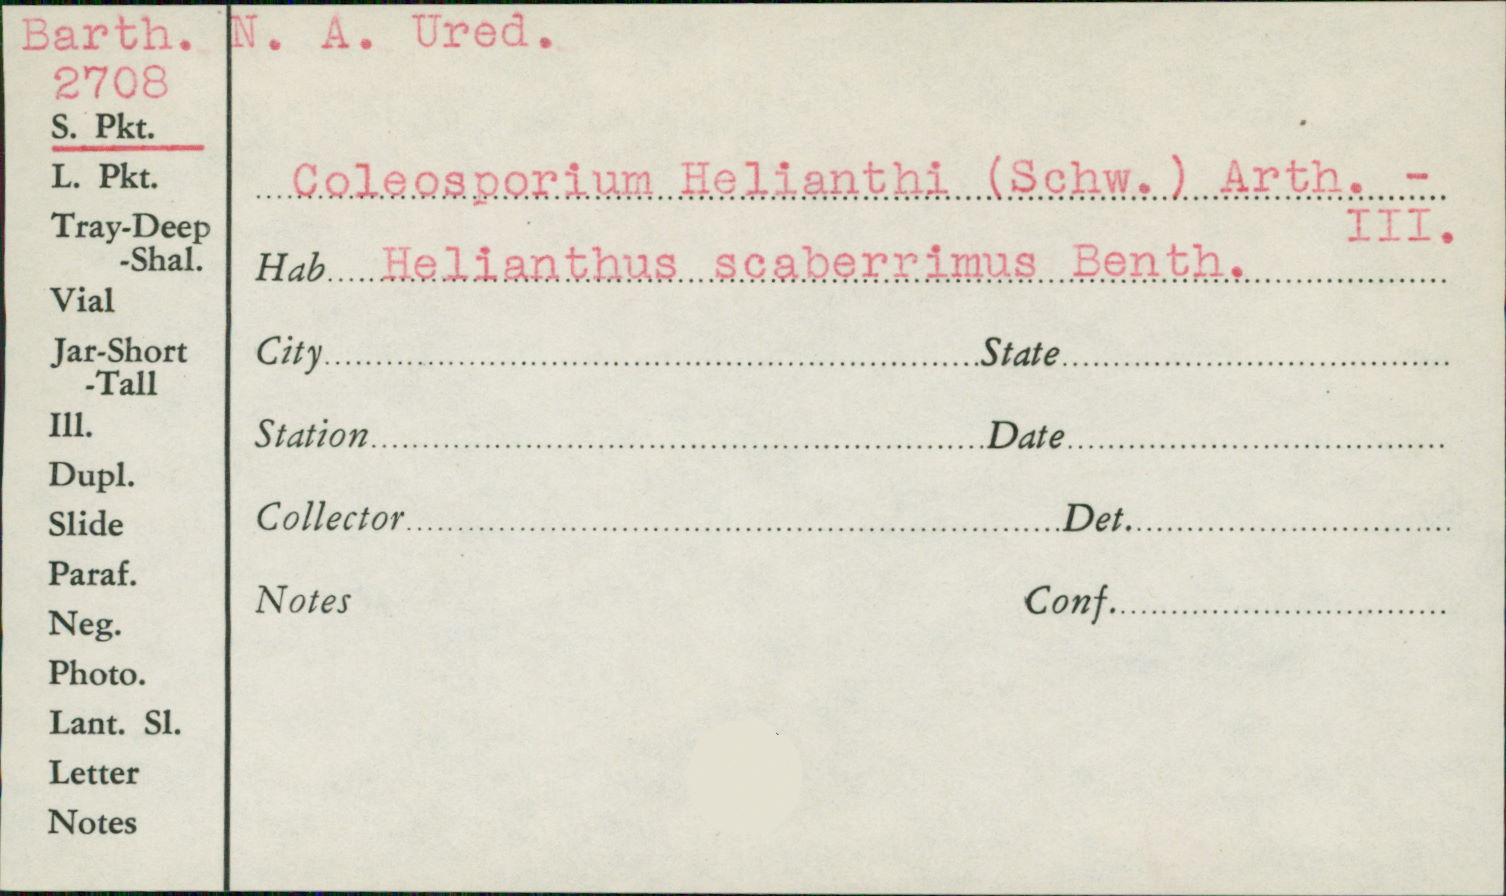 Barth. N. A. Ured.
2708
S. Pkt.
L. Pkt.
Tray-Deep
-Shal.
Vial
Jar-Short
-Tall
Ill.
Dupl.
Slide
Paraf.
Neg.
Photo.
Lant. Sl.
Letter
Notes
Coleosporium Helianthi (Schw.) Arth. -
III.
Hab Helianthus scaberrimus Benth.
City State
Station Date
Collector Det.
Notes Conf.